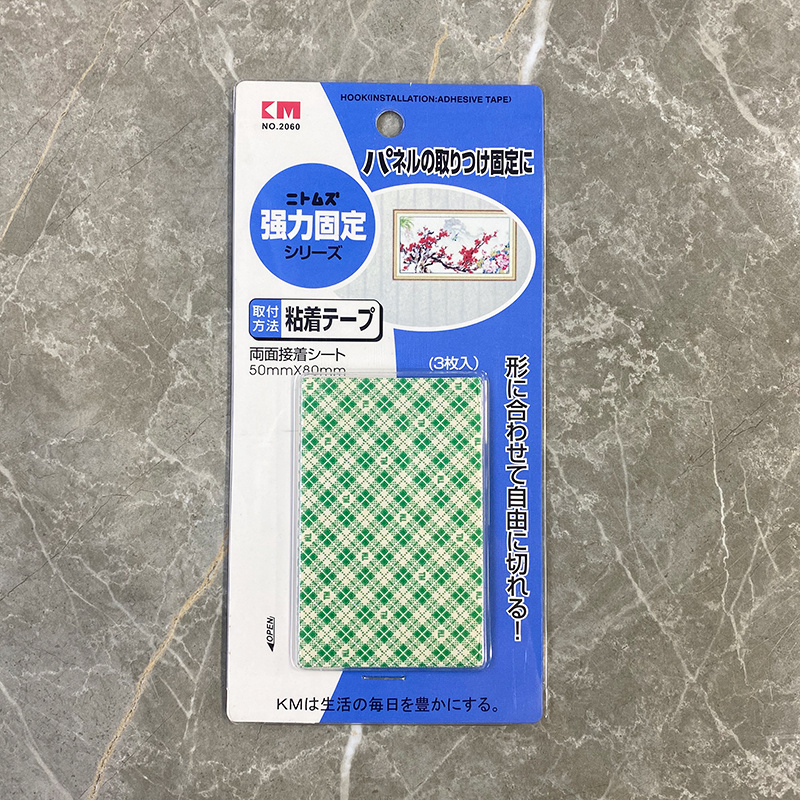 HOOK(INSTALLATION:ADHESIVE TAPE)
KM
NO.2060
パネルの取りつけ固定に
ニトムズ
强力固定
シリーズ
取付
方法
粘着テープ
両面接着シート
50mmX80mm
(3枚入)
形に合わせて自由に切れる!
OPEN
KMは生活の毎日を豊かにする。